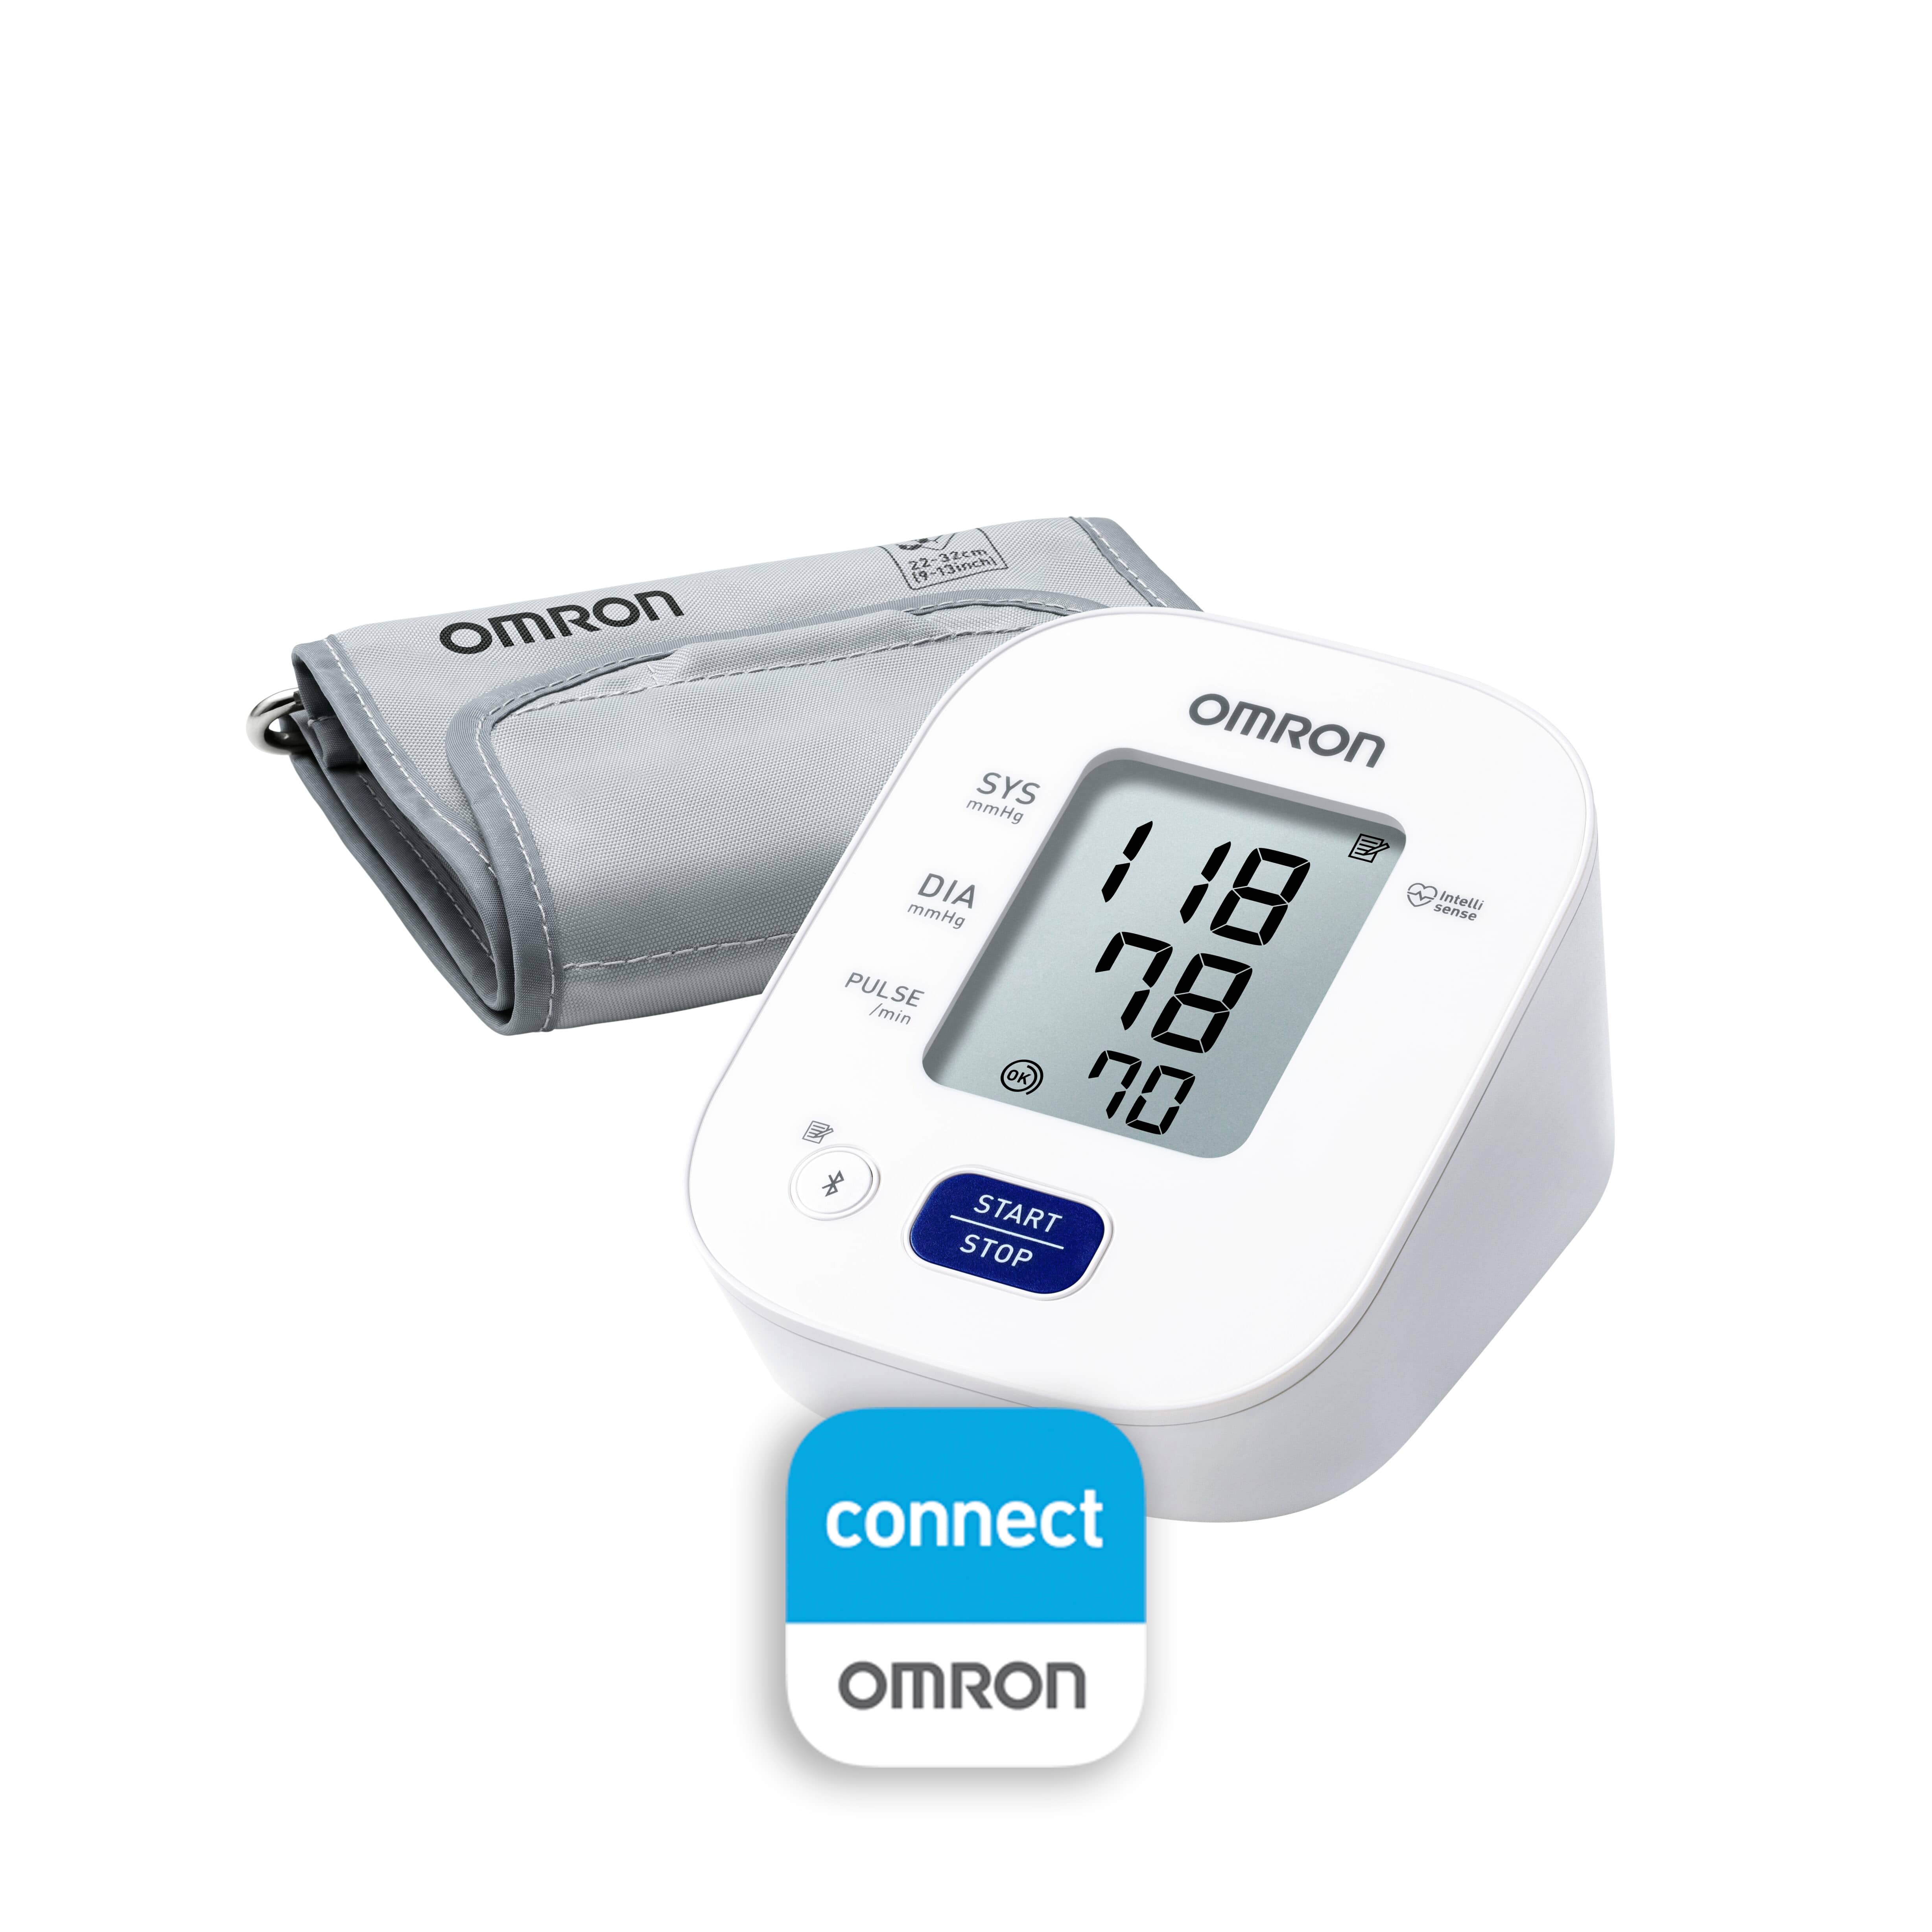 22-32cm
(9-13inch)
OMRON
OMRON
SYS
mmHg
118
Intelli
sense
DIA
mmHg
78
PULSE
/min
OK
70
START
STOP
connect
OMRON